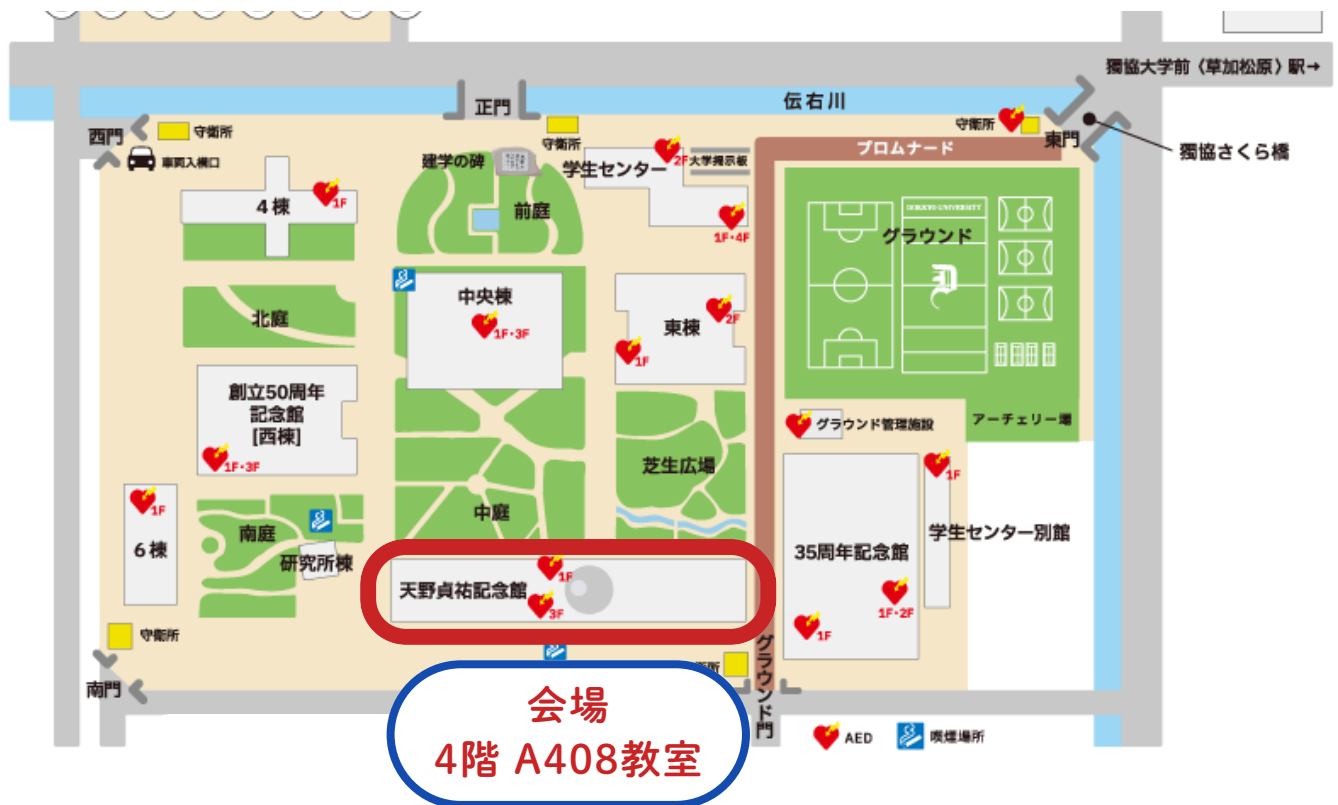 獨協大学前〈草加松原〉駅→
伝右川
正門
西門
守衛所
車両入構口
守衛所
守衛所
東門
獨協さくら橋
プロムナード
建学の碑
学生センター
2F
大学掲示板
4棟
1F
前庭
1F・4F
DOKKYO UNIVERSITY
グラウンド
D
北庭
中央棟
1F・3F
東棟
2F
1F
創立50周年
記念館
[西棟]
1F・3F
グラウンド管理施設
アーチェリー場
芝生広場
1F
6棟
1F
南庭
研究所棟
中庭
35周年記念館
1F・2F
1F
学生センター別館
天野貞祐記念館
1F
3F
守衛所
南門
グラウンド門
会場
4階 A408教室
AED
喫煙場所